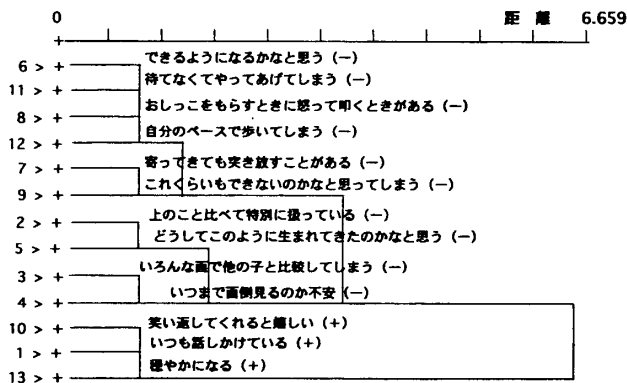 0 距離 6.659
6 > + できるようになるかなと思う (−)
11 > + 待てなくてやってあげてしまう (−)
8 > + おしっこをもらすときに怒って叩くときがある (−)
12 > + 自分のペースで歩いてしまう (−)
7 > + 寄ってきても突き放すことがある (−)
9 > + これくらいもできないのかなと思ってしまう (−)
2 > + 上のこと比べて特別に扱っている (−)
5 > + どうしてこのように生まれてきたのかなと思う (−)
3 > + いろんな面で他の子と比較してしまう (−)
4 > + いつまで面倒見るのか不安 (−)
10 > + 笑い返してくれると嬉しい (+)
1 > + いつも話しかけている (+)
13 > + 穏やかになる (+)